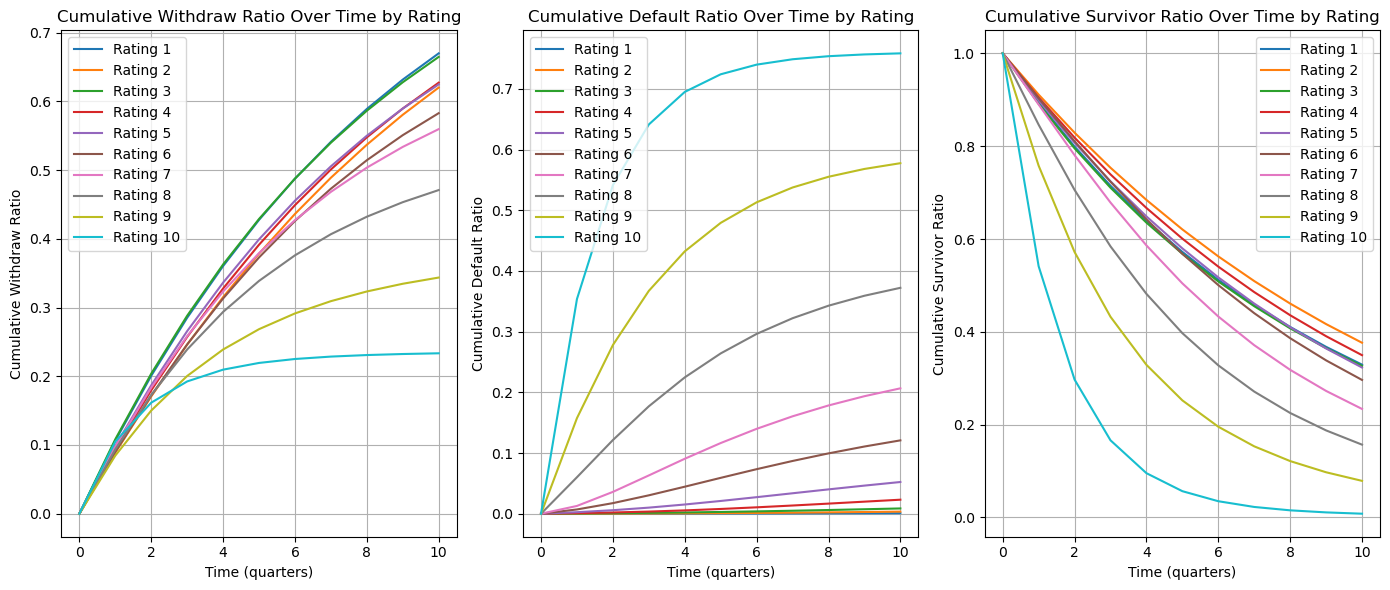 Cumulative Withdraw Ratio Over Time by Rating
Cumulative Withdraw Ratio
0.7
0.6
0.5
0.4
0.3
0.2
0.1
0.0
Rating 1
Rating 2
Rating 3
Rating 4
Rating 5
Rating 6
Rating 7
Rating 8
Rating 9
Rating 10
0 2 4 6 8 10
Time (quarters)
Cumulative Default Ratio Over Time by Rating
Cumulative Default Ratio
0.7
0.6
0.5
0.4
0.3
0.2
0.1
0.0
Rating 1
Rating 2
Rating 3
Rating 4
Rating 5
Rating 6
Rating 7
Rating 8
Rating 9
Rating 10
0 2 4 6 8 10
Time (quarters)
Cumulative Survivor Ratio Over Time by Rating
Cumulative Survivor Ratio
1.0
0.8
0.6
0.4
0.2
0.0
Rating 1
Rating 2
Rating 3
Rating 4
Rating 5
Rating 6
Rating 7
Rating 8
Rating 9
Rating 10
0 2 4 6 8 10
Time (quarters)